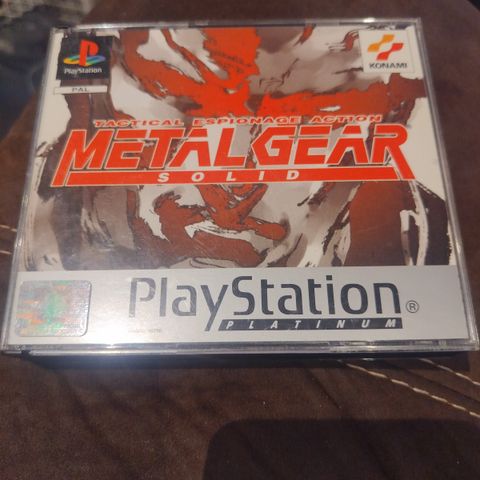 PlayStation
PAL
KONAMI
TACTICAL ESPIONAGE ACTION
METAL GEAR
SOLID
PlayStation®
PLATINUM